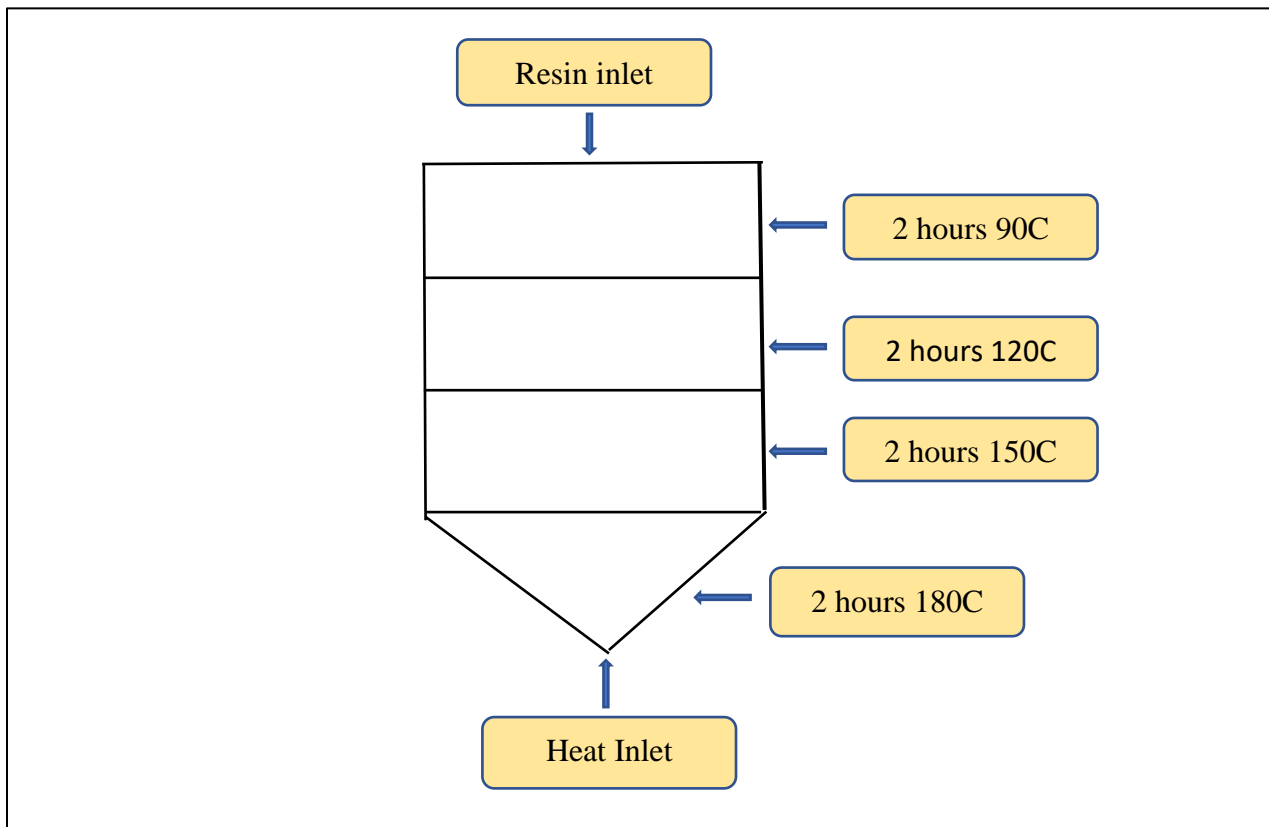 Resin inlet
2 hours 90C
2 hours 120C
2 hours 150C
2 hours 180C
Heat Inlet